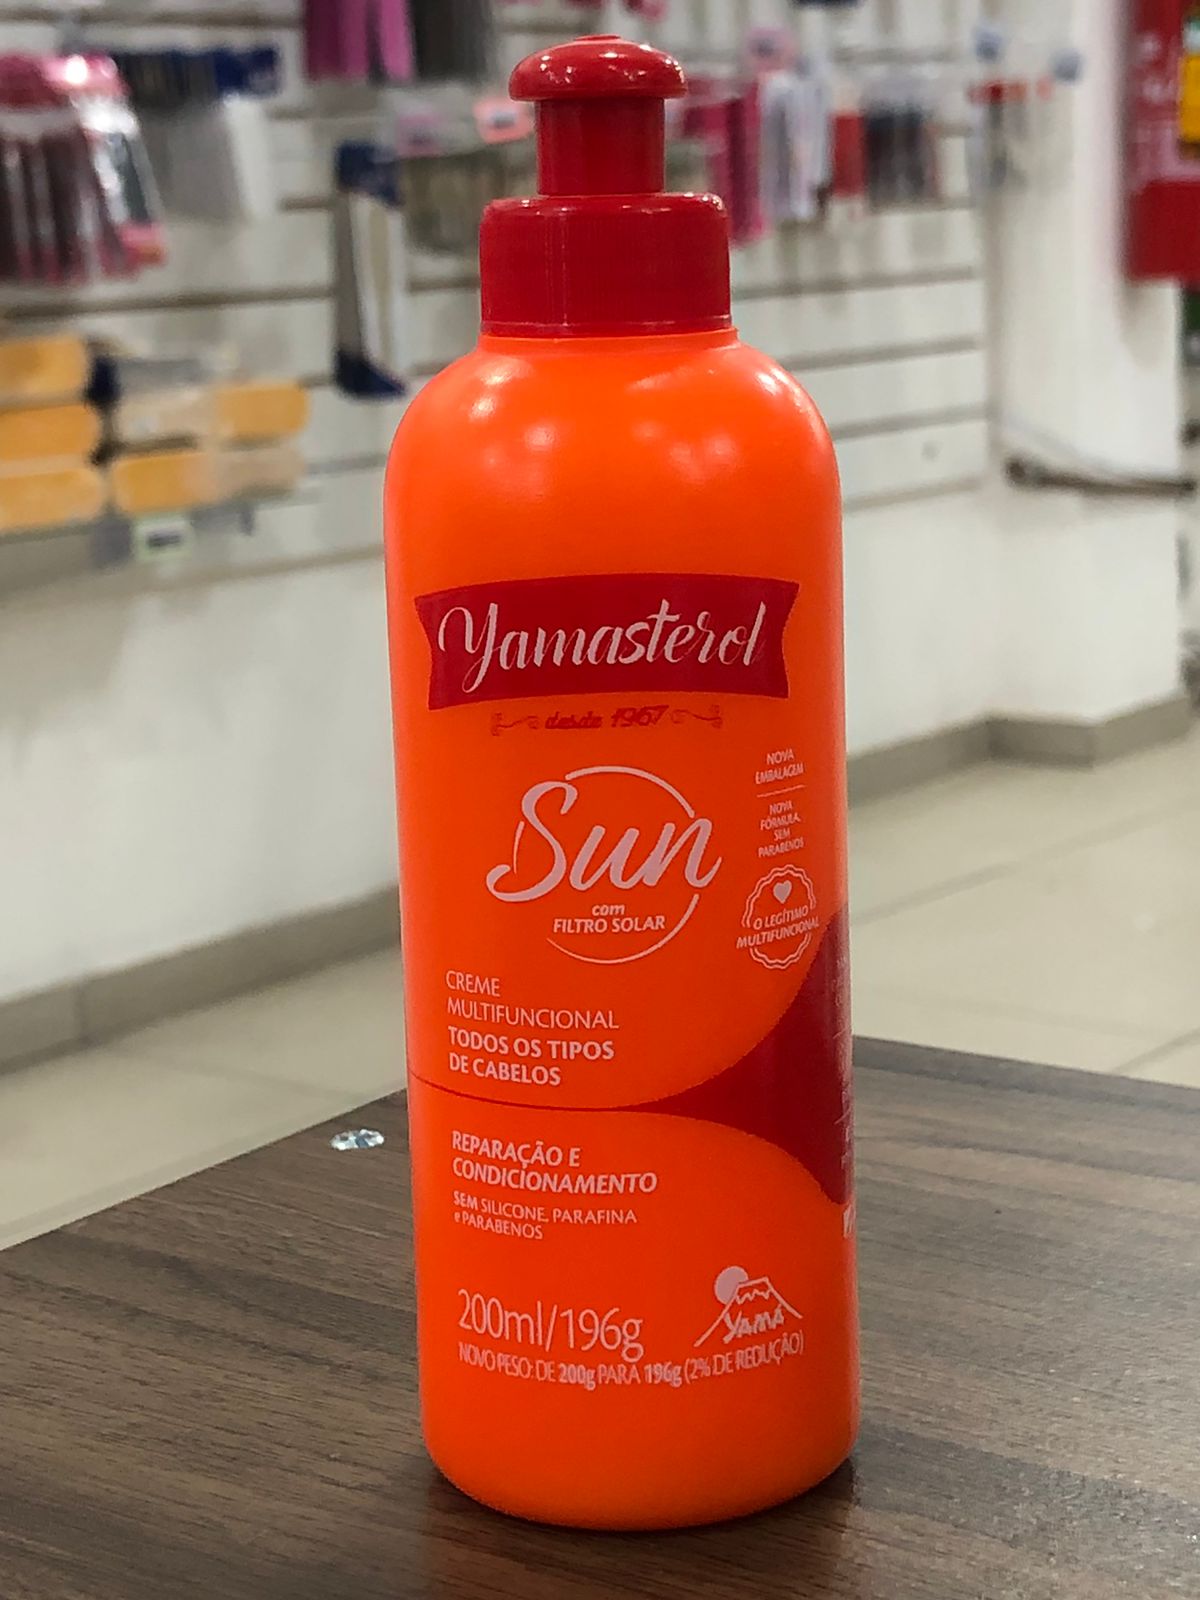 Yamasterol
desde 1967
Sun
com
FILTRO SOLAR
NOVA
EMBALAGEM
NOVA
FÓRMULA.
SEM
PARABENOS
O LEGÍTIMO
MULTIFUNCIONAL
CREME
MULTIFUNCIONAL
TODOS OS TIPOS
DE CABELOS
REPARAÇÃO E
CONDICIONAMENTO
SEM SILICONE, PARAFINA
e PARABENOS
200ml/196g
YAMÁ
NOVO PESO: DE 200g PARA 196g (2% DE REDUÇÃO)